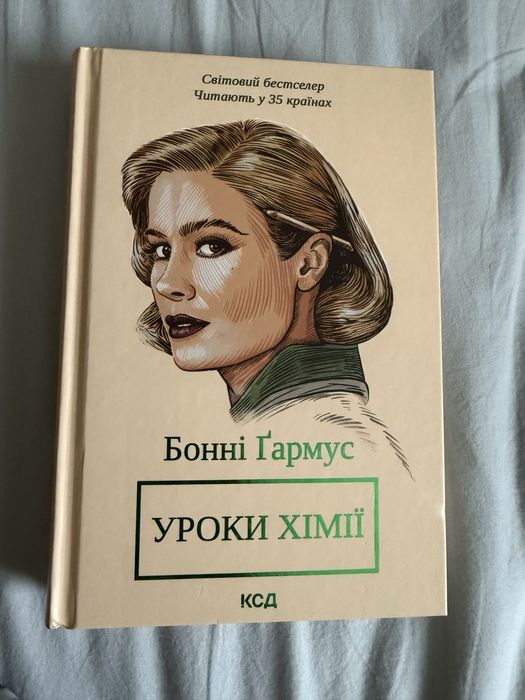 Світовий бестселер
Читають у 35 країнах
Бонні Ґармус
УРОКИ ХІМІЇ
КСД